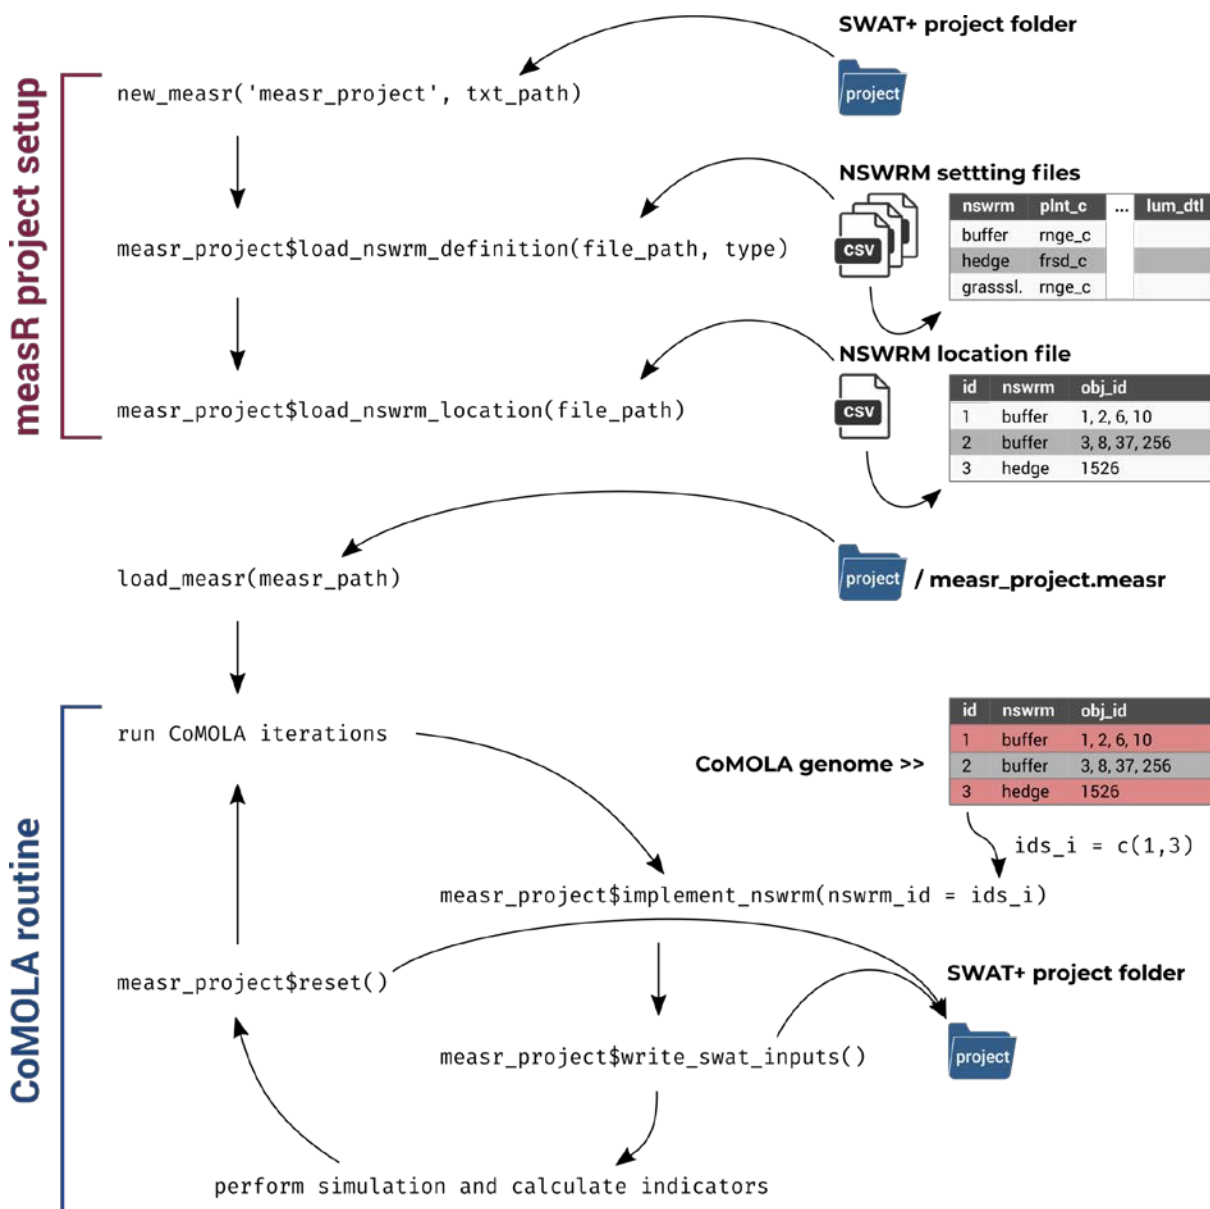 SWAT+ project folder
project
new_measr('measr_project', txt_path)
measR project setup
NSWRM settting files
CSV
nswrm plnt_c ... lum_dtl
buffer rnge_c
hedge frsd_c
grasssl. rnge_c
measr_project$load_nswrm_definition(file_path, type)
NSWRM location file
CSV
id nswrm obj_id
1 buffer 1, 2, 6, 10
2 buffer 3, 8, 37, 256
3 hedge 1526
measr_project$load_nswrm_location(file_path)
load_measr(measr_path)
project / measr_project.measr
CoMOLA routine
run CoMOLA iterations
CoMOLA genome >>
id nswrm obj_id
1 buffer 1, 2, 6, 10
2 buffer 3, 8, 37, 256
3 hedge 1526
ids_i = c(1,3)
measr_project$implement_nswrm(nswrm_id = ids_i)
measr_project$reset()
SWAT+ project folder
project
measr_project$write_swat_inputs()
perform simulation and calculate indicators